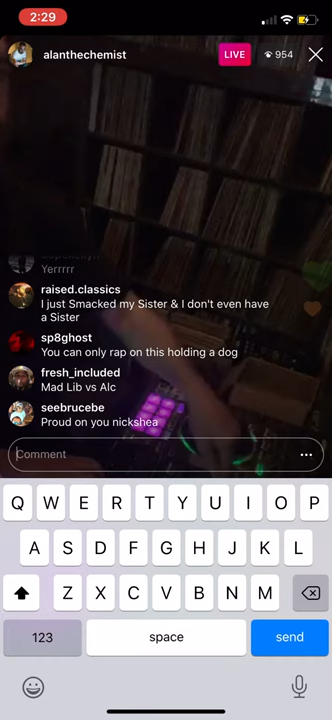 2:29
alanthechemist
LIVE
954
Yerrrrr
raised.classics
I just Smacked my Sister & I don't even have
a Sister
sp8ghost
You can only rap on this holding a dog
fresh_included
Mad Lib vs Alc
seebrucebe
Proud on you nickshea
Comment
Q W E R T Y U I O P
A S D F G H J K L
Z X C V B N M
123 space send